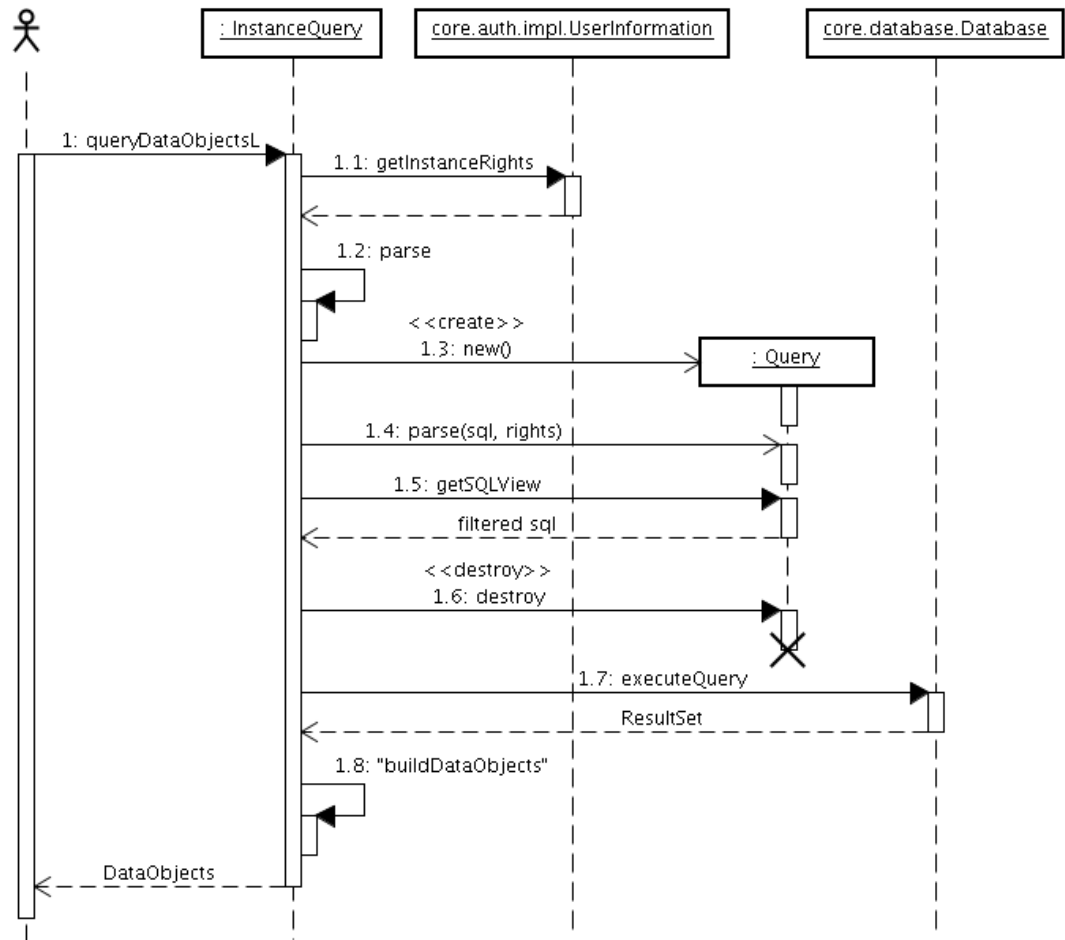 : InstanceQuery
core.auth.impl.UserInformation
core.database.Database
1: queryDataObjectsL
1.1: getInstanceRights
1.2: parse
<<create>>
1.3: new()
: Query
1.4: parse(sql, rights)
1.5: getSQLView
filtered sql
<<destroy>>
1.6: destroy
1.7: executeQuery
ResultSet
1.8: "buildDataObjects"
DataObjects